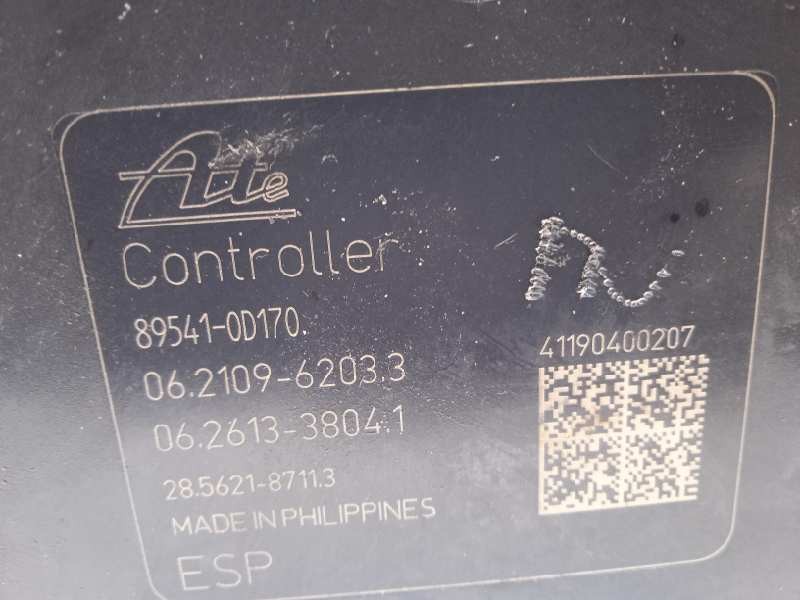 Ate
Controller
89541-0D170
06.2109-6203.3
06.2613-3804.1
28.5621-8711.3
MADE IN PHILIPPINES
ESP
41190400207